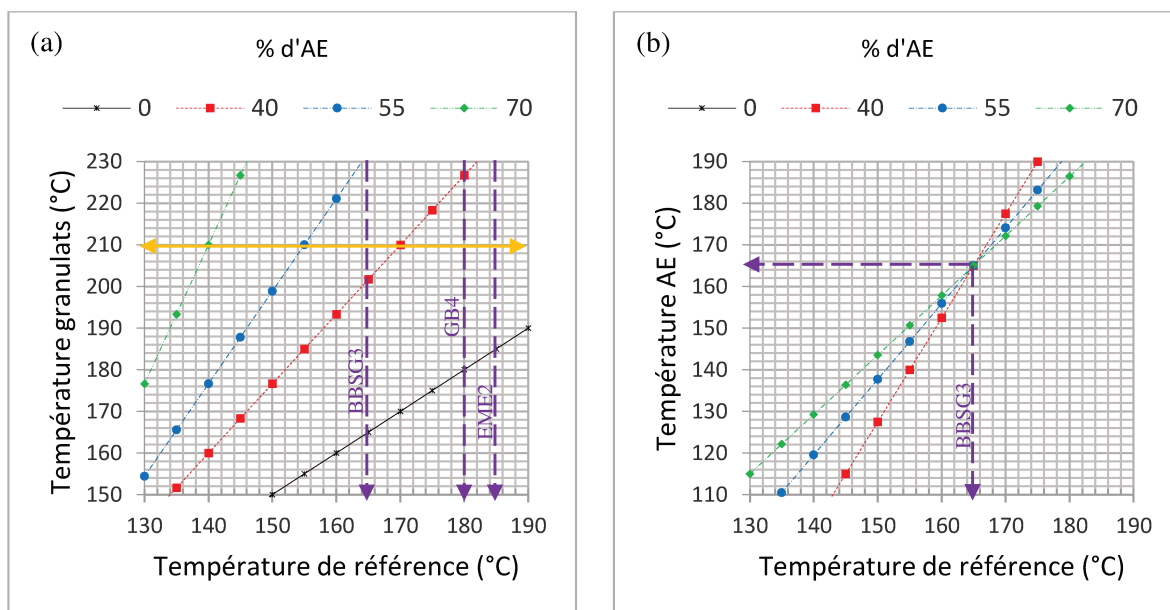 (a)
% d'AE
0 40 55 70
Température granulats (°C)
230
220
210
200
190
180
170
160
150
BBSG3
GB4
EME2
130 140 150 160 170 180 190
Température de référence (°C)
(b)
% d'AE
0 40 55 70
Température AE (°C)
190
180
170
160
150
140
130
120
110
BBSG3
130 140 150 160 170 180 190
Température de référence (°C)